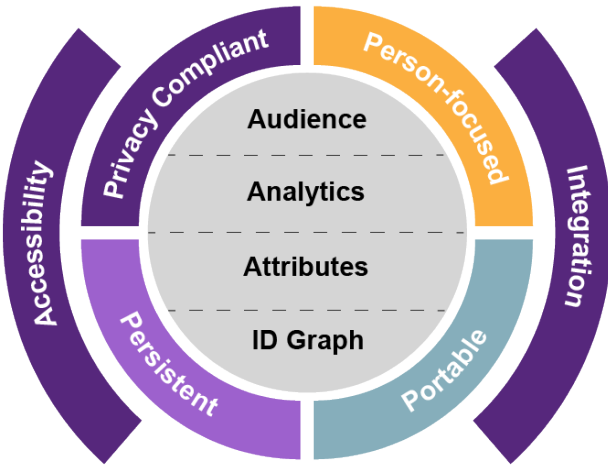 Accessibility
Privacy Compliant
Person-focused
Integration
Audience
Analytics
Attributes
ID Graph
Persistent
Portable